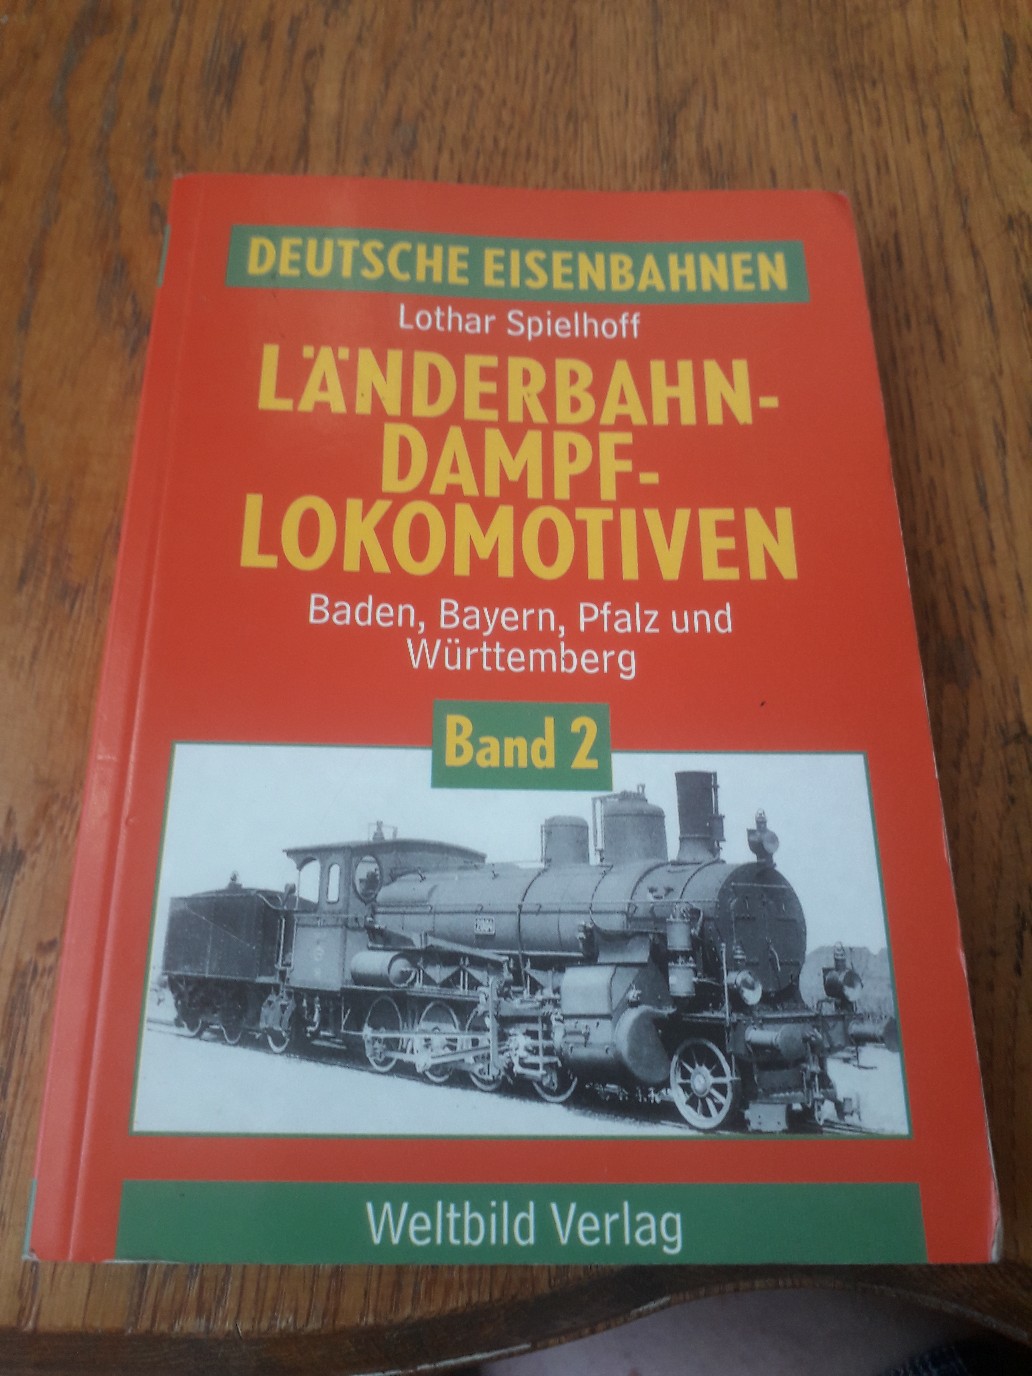 DEUTSCHE EISENBAHNEN
Lothar Spielhoff
LÄNDERBAHN-
DAMPF-
LOKOMOTIVEN
Baden, Bayern, Pfalz und
Württemberg
Band 2
Weltbild Verlag